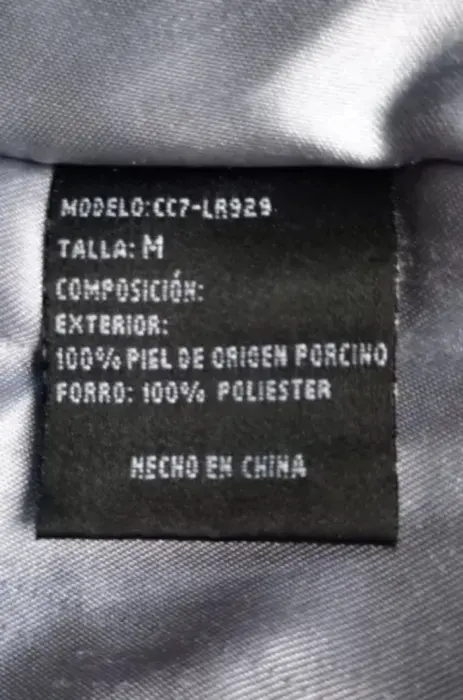 MODELO: CC7-LR929
TALLA: M
COMPOSICIÓN:
EXTERIOR:
100% PIEL DE ORIGEN PORCINO
FORRO: 100% POLIESTER
HECHO EN CHINA